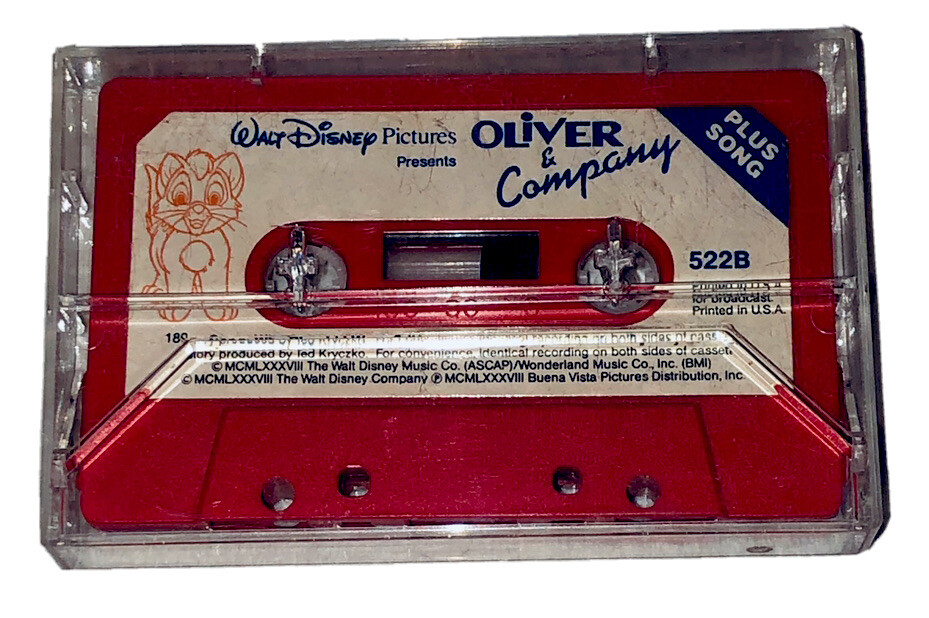 WALT DISNEY Pictures
Presents
OLIVER
&
Company
PLUS
SONG
522B
for broadcast.
Printed in U.S.A.
produced by Ted Kryczko. For convenience, identical recording on both sides of
© MCMLXXXVIII The Walt Disney Music Co. (ASCAP)/Wonderland Music Co., Inc. (BMI)
© MCMLXXXVIII The Walt Disney Company ℗ MCMLXXXVIII Buena Vista Pictures Distribution, Inc.